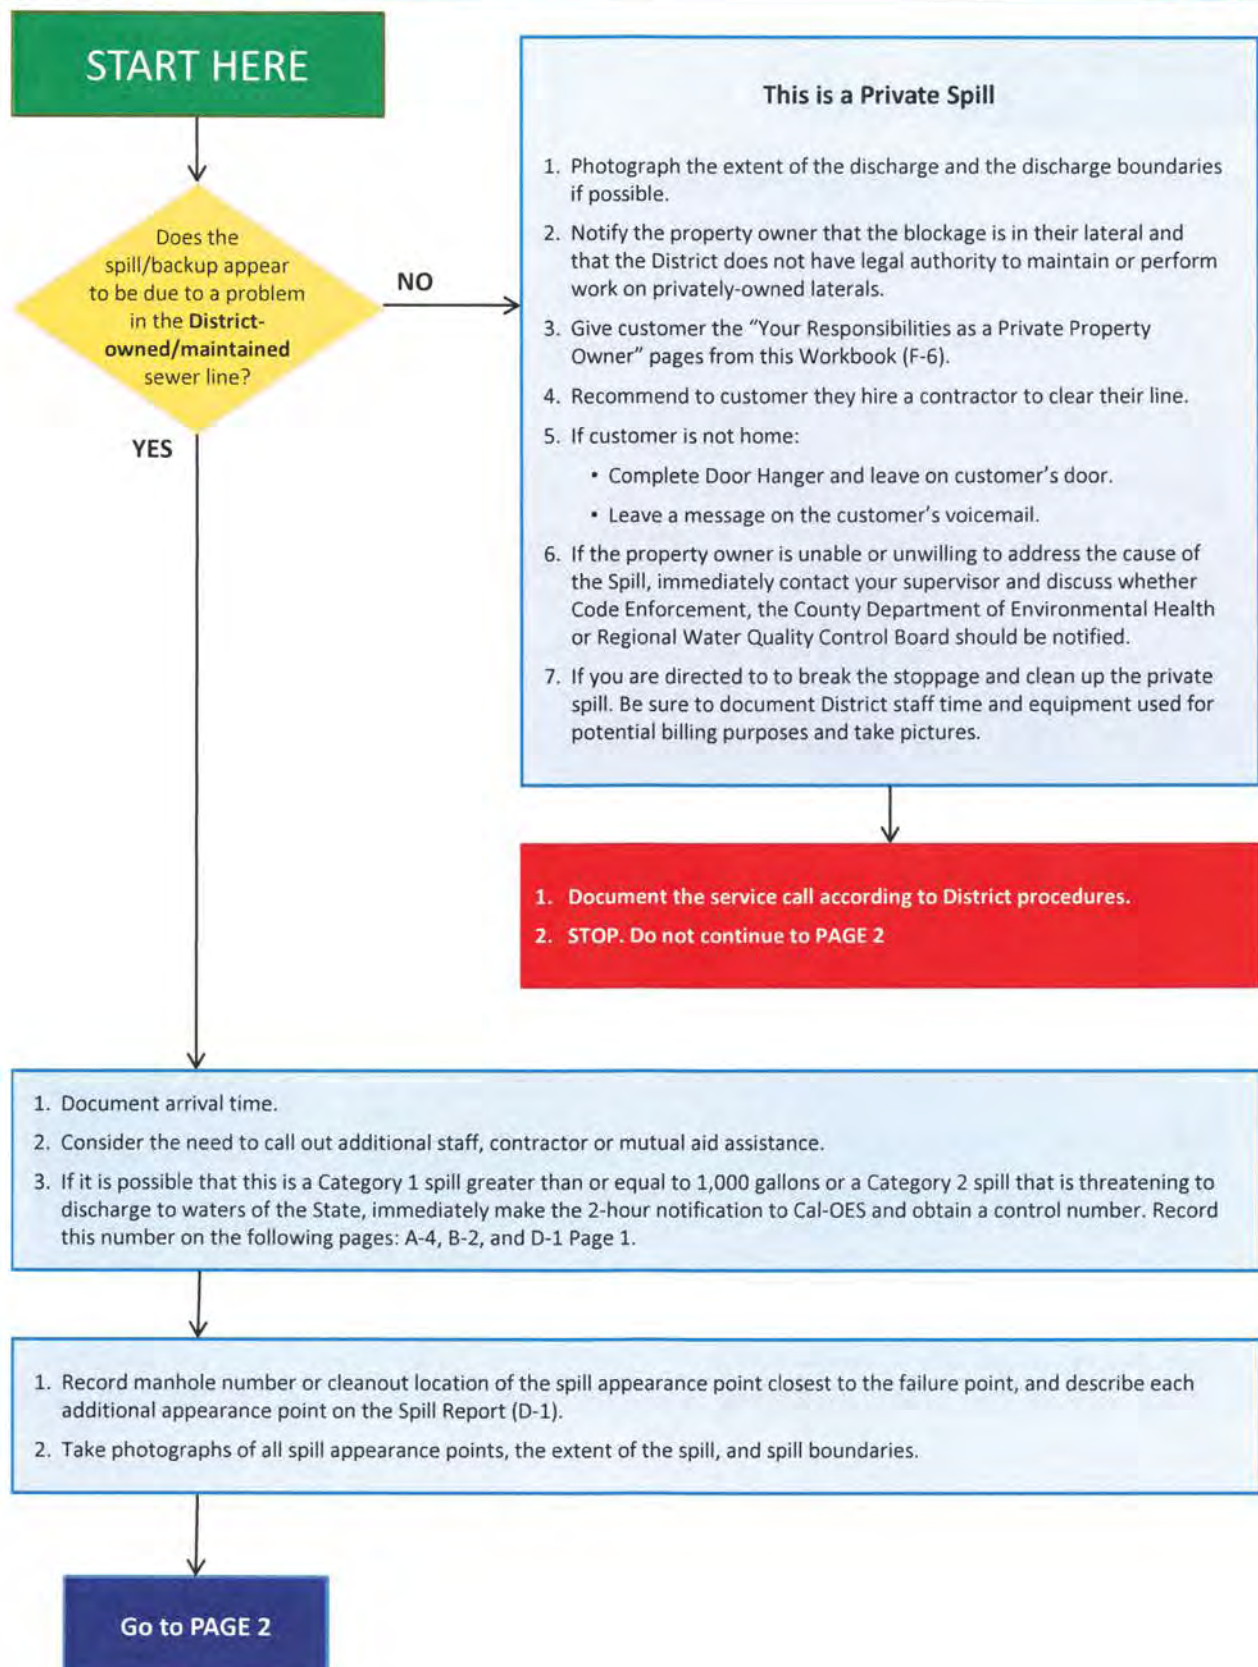 START HERE
Does the
spill/backup appear
to be due to a problem
in the District-
owned/maintained
sewer line?
NO
YES
This is a Private Spill
1. Photograph the extent of the discharge and the discharge boundaries
if possible.
2. Notify the property owner that the blockage is in their lateral and
that the District does not have legal authority to maintain or perform
work on privately-owned laterals.
3. Give customer the “Your Responsibilities as a Private Property
Owner” pages from this Workbook (F-6).
4. Recommend to customer they hire a contractor to clear their line.
5. If customer is not home:
• Complete Door Hanger and leave on customer’s door.
• Leave a message on the customer’s voicemail.
6. If the property owner is unable or unwilling to address the cause of
the Spill, immediately contact your supervisor and discuss whether
Code Enforcement, the County Department of Environmental Health
or Regional Water Quality Control Board should be notified.
7. If you are directed to to break the stoppage and clean up the private
spill. Be sure to document District staff time and equipment used for
potential billing purposes and take pictures.
1. Document the service call according to District procedures.
2. STOP. Do not continue to PAGE 2
1. Document arrival time.
2. Consider the need to call out additional staff, contractor or mutual aid assistance.
3. If it is possible that this is a Category 1 spill greater than or equal to 1,000 gallons or a Category 2 spill that is threatening to
discharge to waters of the State, immediately make the 2-hour notification to Cal-OES and obtain a control number. Record
this number on the following pages: A-4, B-2, and D-1 Page 1.
1. Record manhole number or cleanout location of the spill appearance point closest to the failure point, and describe each
additional appearance point on the Spill Report (D-1).
2. Take photographs of all spill appearance points, the extent of the spill, and spill boundaries.
Go to PAGE 2